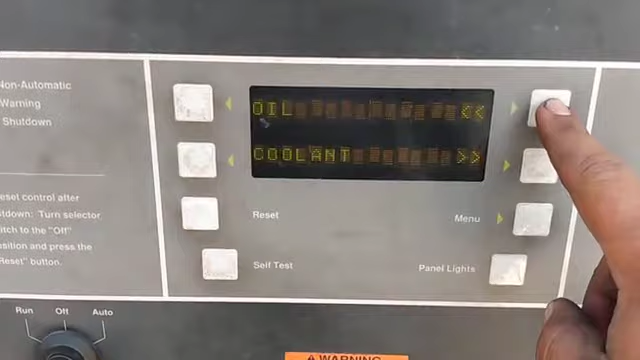 Non-Automatic
Warning
Shutdown
OIL <<
COOLANT >>
eset control after
tdown: Turn selector
itch to the "Off"
sition and press the
Reset" button.
Reset
Menu
Self Test
Panel Lights
Run Off Auto
WARNING